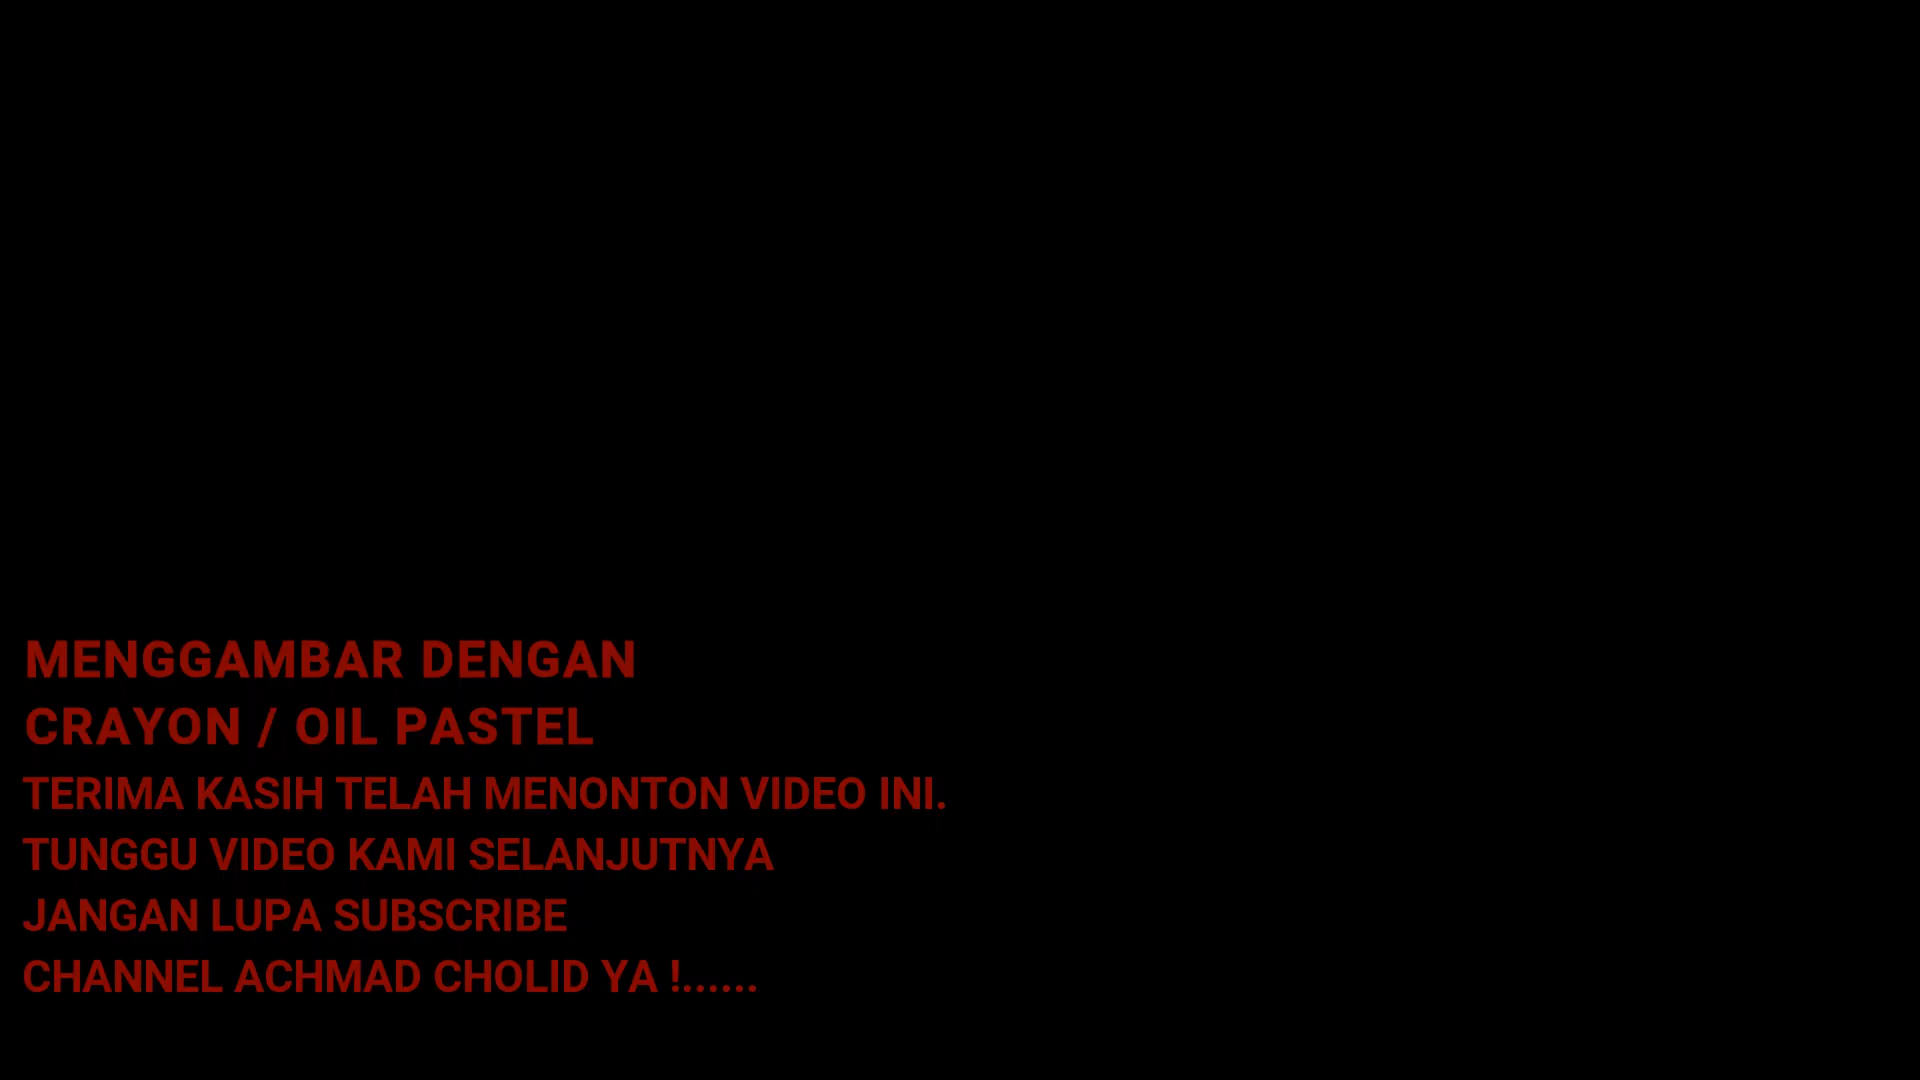 MENGGAMBAR DENGAN
CRAYON / OIL PASTEL
TERIMA KASIH TELAH MENONTON VIDEO INI.
TUNGGU VIDEO KAMI SELANJUTNYA
JANGAN LUPA SUBSCRIBE
CHANNEL ACHMAD CHOLID YA !......